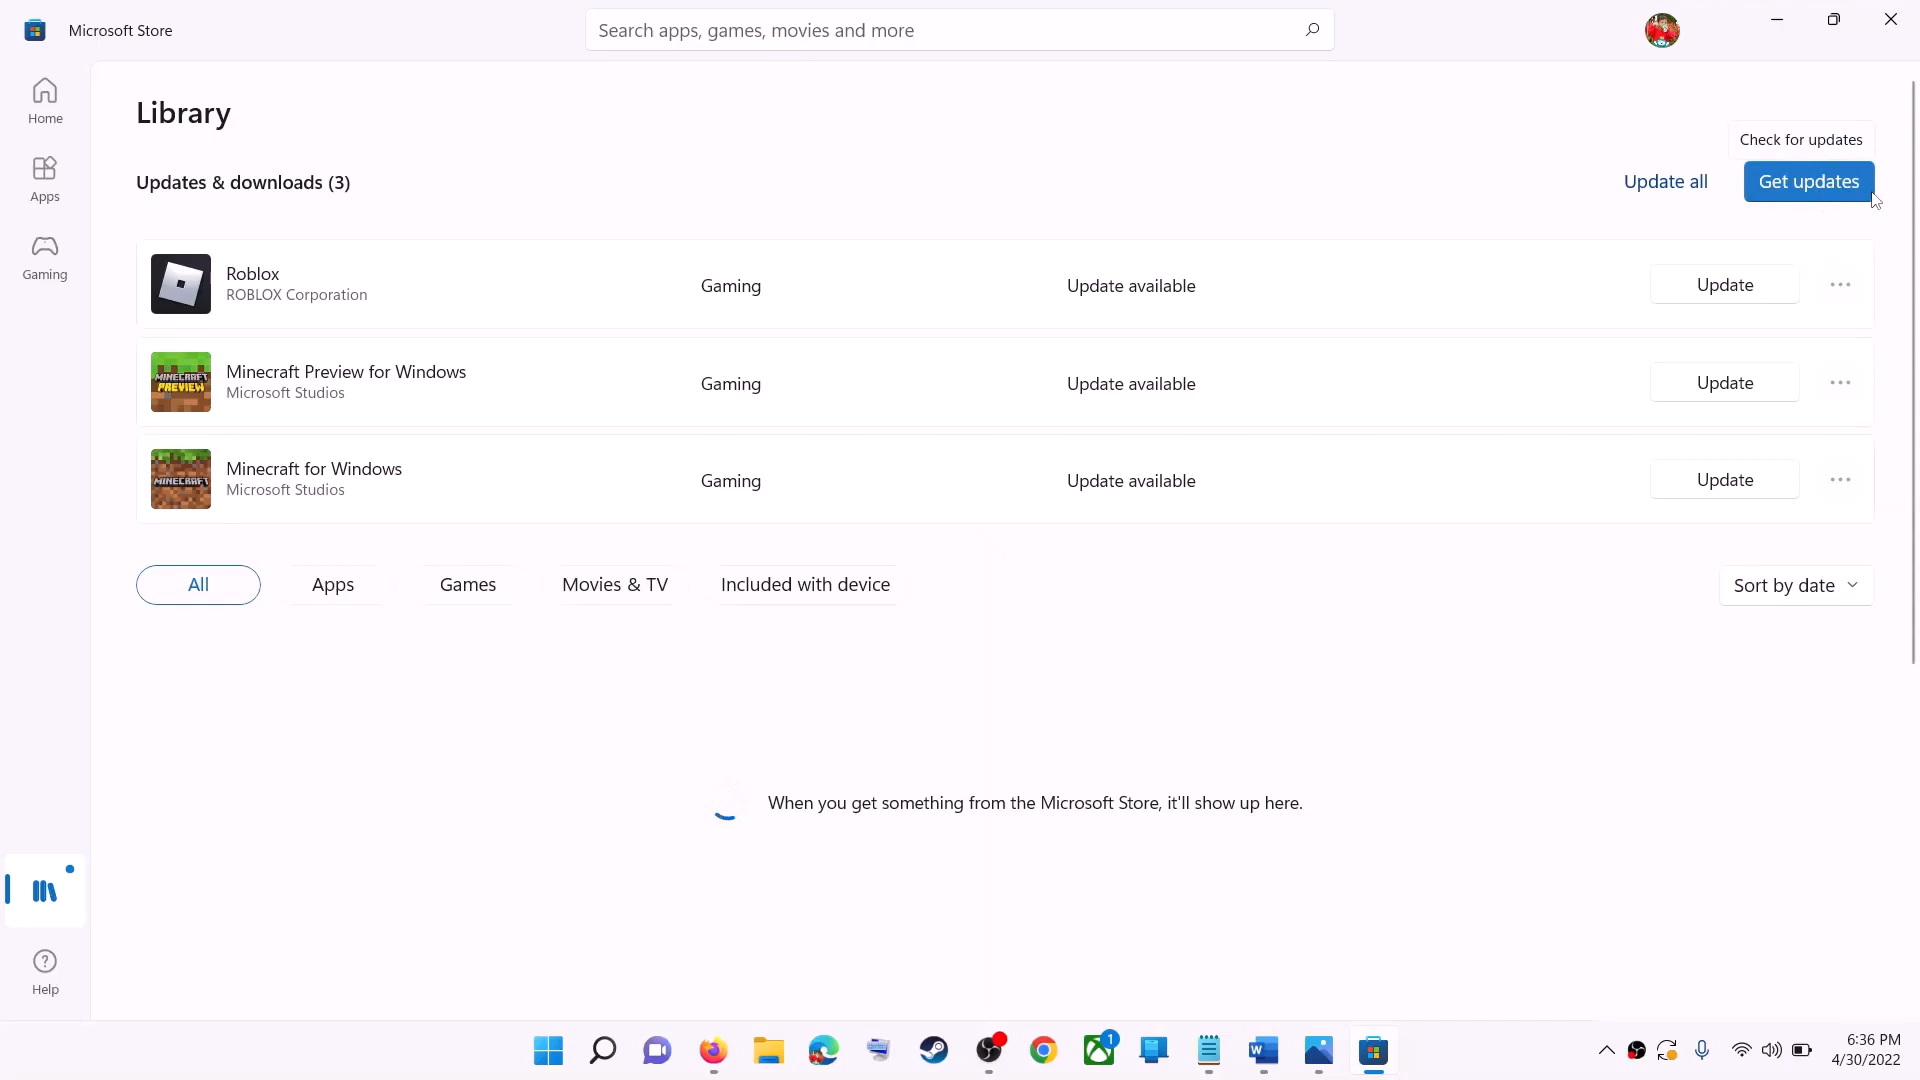 Microsoft Store
Search apps, games, movies and more
Home
Apps
Gaming
Library
Check for updates
Updates & downloads (3)
Update all
Get updates
Roblox
ROBLOX Corporation
Gaming
Update available
Update
MINECRAFT
PREVIEW
Minecraft Preview for Windows
Microsoft Studios
Gaming
Update available
Update
MINECRAFT
Minecraft for Windows
Microsoft Studios
Gaming
Update available
Update
All
Apps
Games
Movies & TV
Included with device
Sort by date
When you get something from the Microsoft Store, it'll show up here.
Help
1
W
6:36 PM
4/30/2022